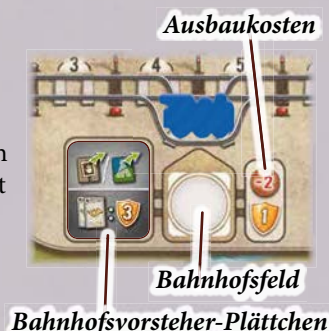 Ausbaukosten
3 4 5
n
t
:3 -2
1
Bahnhofsfeld
Bahnhofsvorsteher-Plättchen